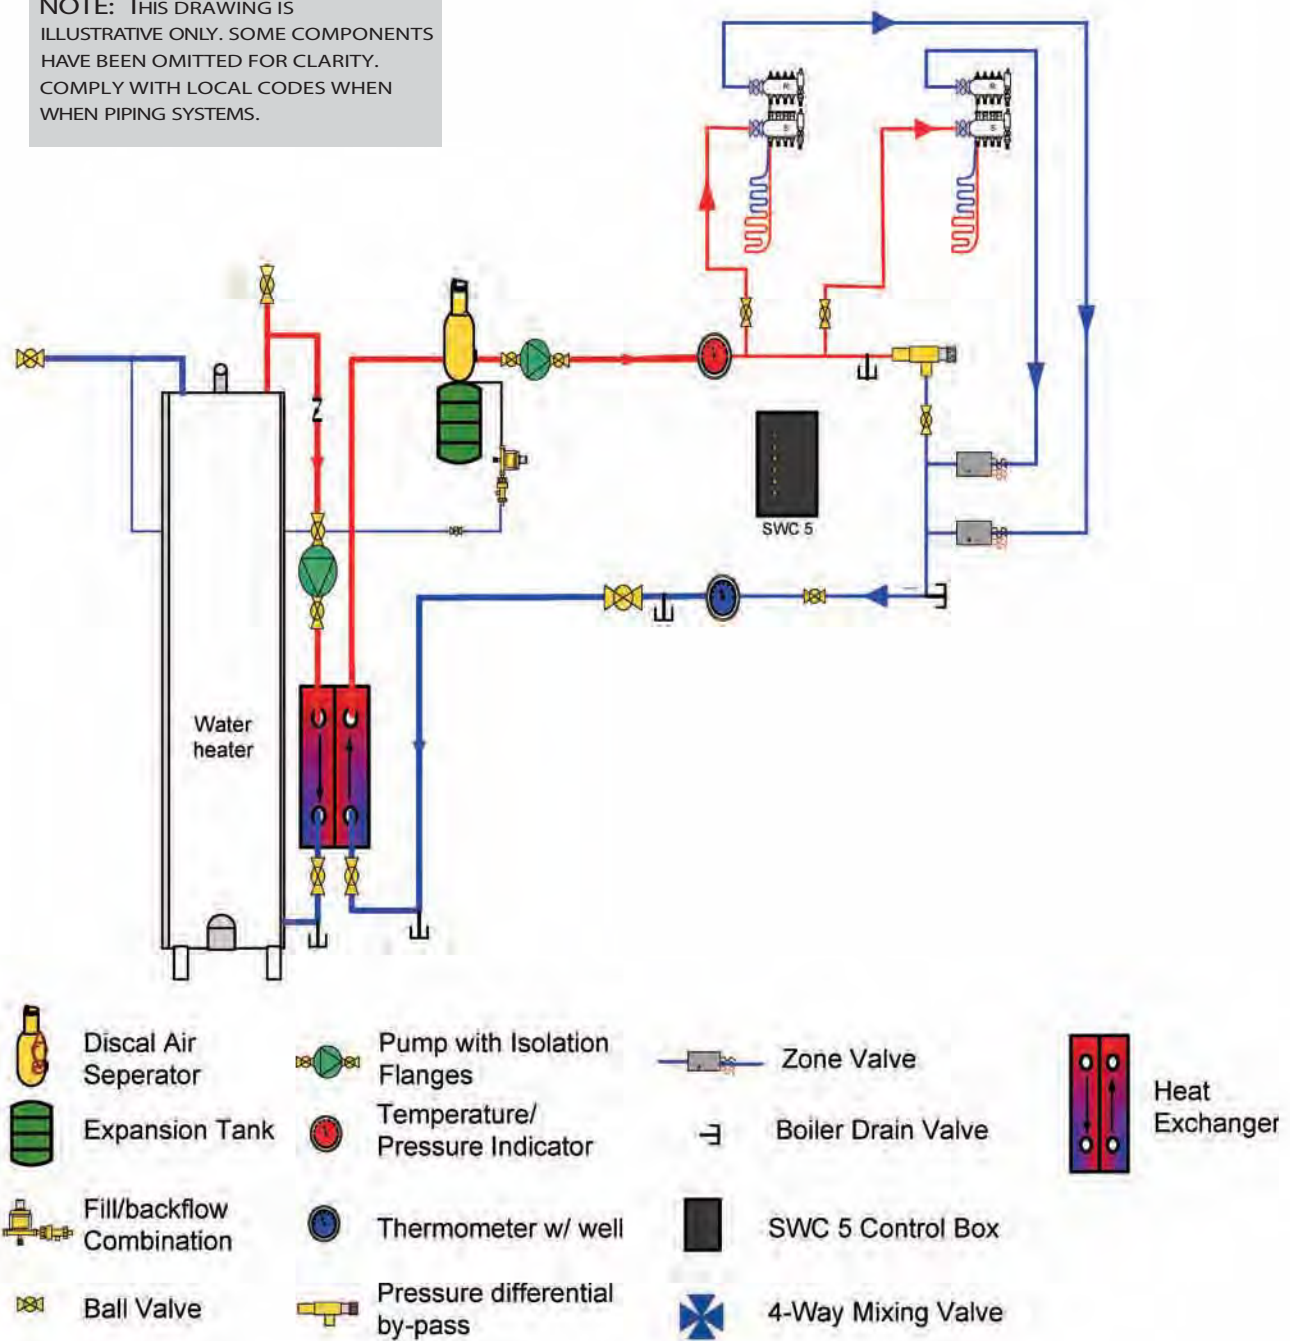 NOTE: THIS DRAWING IS
ILLUSTRATIVE ONLY. SOME COMPONENTS
HAVE BEEN OMITTED FOR CLARITY.
COMPLY WITH LOCAL CODES WHEN
WHEN PIPING SYSTEMS.
R
S
R
S
SWC 5
Water
heater
Discal Air
Seperator
Expansion Tank
Fill/backflow
Combination
Ball Valve
Pump with Isolation
Flanges
Temperature/
Pressure Indicator
Thermometer w/ well
Pressure differential
by-pass
Zone Valve
Boiler Drain Valve
SWC 5 Control Box
4-Way Mixing Valve
Heat
Exchanger